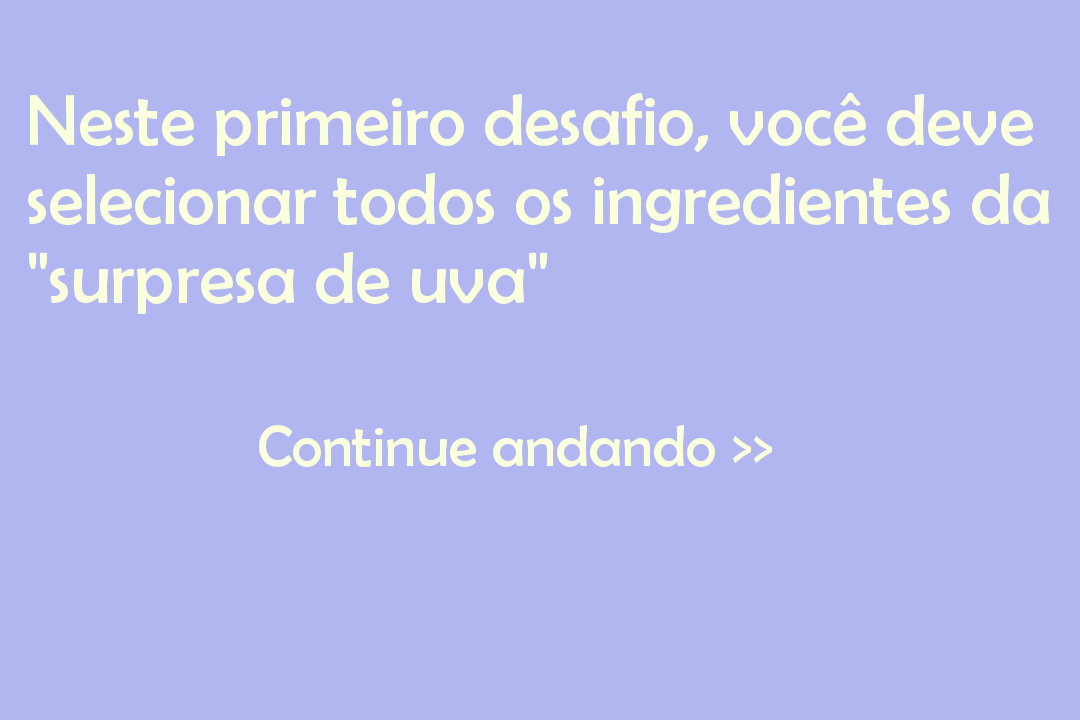 Neste primeiro desafio, você deve
selecionar todos os ingredientes da
"surpresa de uva"
Continue andando >>